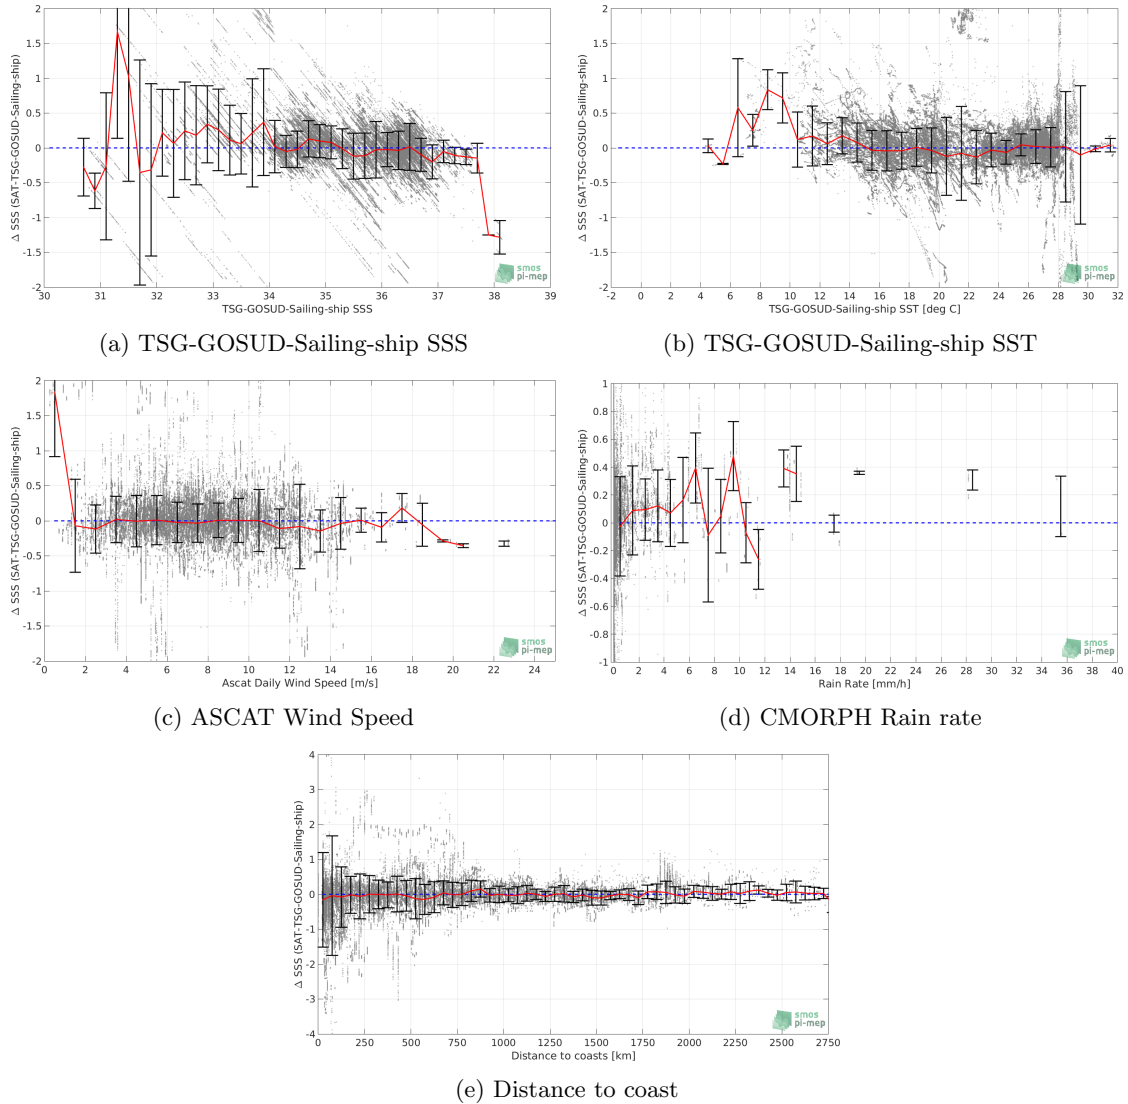 2
1.5
1
0.5
0
-0.5
-1
-1.5
-2
Δ SSS (SAT-TSG-GOSUD-Sailing-ship)
30 31 32 33 34 35 36 37 38 39
TSG-GOSUD-Sailing-ship SSS
smos
pi-mep
(a) TSG-GOSUD-Sailing-ship SSS
2
1.5
1
0.5
0
-0.5
-1
-1.5
-2
Δ SSS (SAT-TSG-GOSUD-Sailing-ship)
-2 0 2 4 6 8 10 12 14 16 18 20 22 24 26 28 30 32
TSG-GOSUD-Sailing-ship SST [deg C]
smos
pi-mep
(b) TSG-GOSUD-Sailing-ship SST
2
1.5
1
0.5
0
-0.5
-1
-1.5
-2
Δ SSS (SAT-TSG-GOSUD-Sailing-ship)
0 2 4 6 8 10 12 14 16 18 20 22 24
Ascat Daily Wind Speed [m/s]
smos
pi-mep
(c) ASCAT Wind Speed
1
0.8
0.6
0.4
0.2
0
-0.2
-0.4
-0.6
-0.8
-1
Δ SSS (SAT-TSG-GOSUD-Sailing-ship)
0 2 4 6 8 10 12 14 16 18 20 22 24 26 28 30 32 34 36 38 40
Rain Rate [mm/h]
smos
pi-mep
(d) CMORPH Rain rate
4
3
2
1
0
-1
-2
-3
-4
Δ SSS (SAT-TSG-GOSUD-Sailing-ship)
0 250 500 750 1000 1250 1500 1750 2000 2250 2500 2750
Distance to coasts [km]
smos
pi-mep
(e) Distance to coast